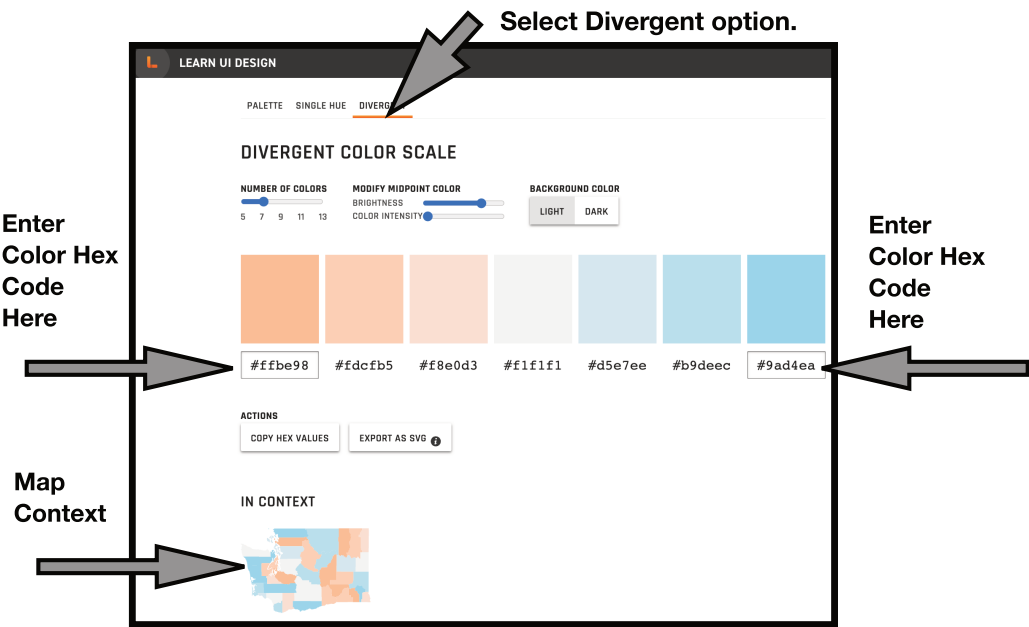 Select Divergent option.
L LEARN UI DESIGN
PALETTE SINGLE HUE
DIVERGENT COLOR SCALE
NUMBER OF COLORS MODIFY MIDPOINT COLOR BACKGROUND COLOR
BRIGHTNESS
COLOR INTENSITY
5 7 9 11 13
LIGHT DARK
Enter
Color Hex
Code
Here
Enter
Color Hex
Code
Here
#ffbe98 #fdcfb5 #f8e0d3 #f1f1f1 #d5e7ee #b9deec #9ad4ea
ACTIONS
COPY HEX VALUES EXPORT AS SVG i
Map
Context
IN CONTEXT